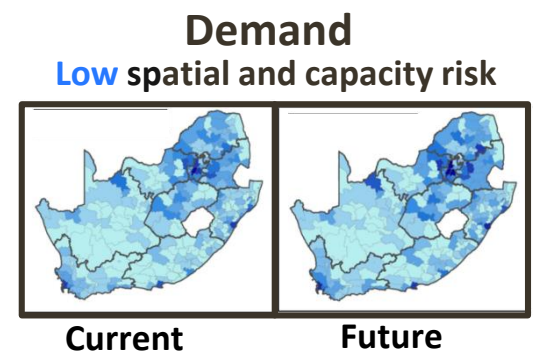 Demand
Low spatial and capacity risk
Current
Future